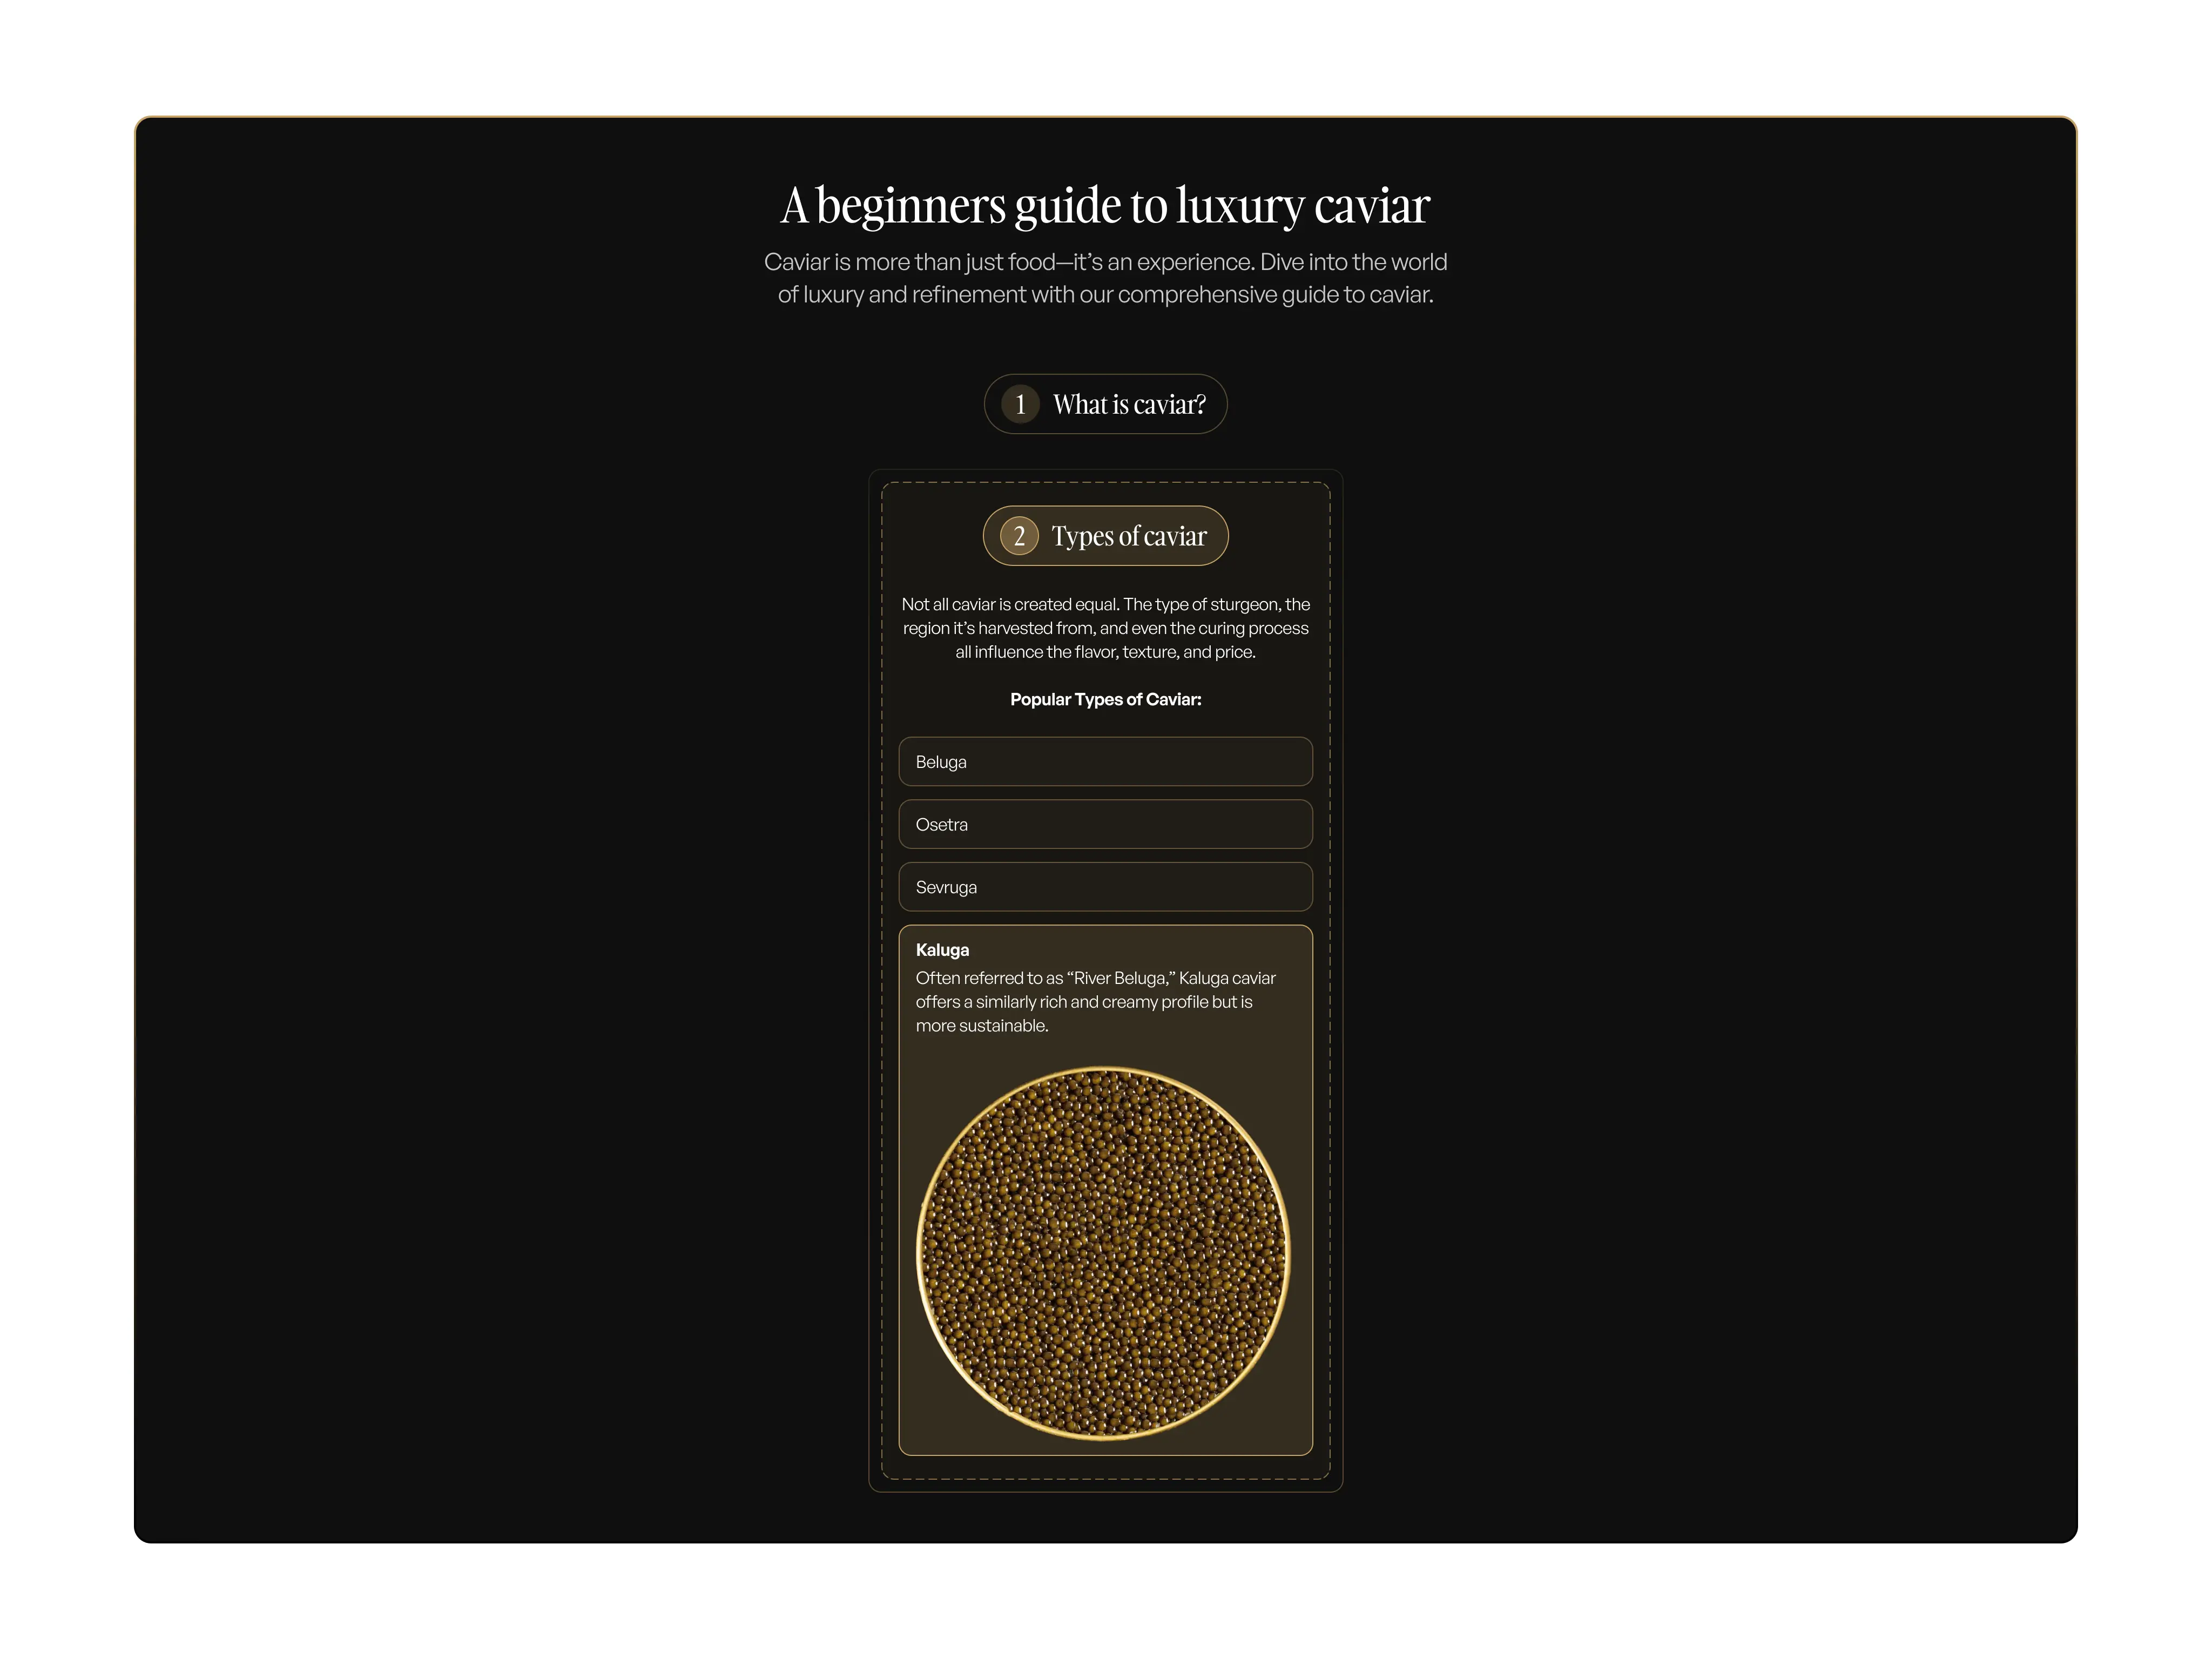 A beginners guide to luxury caviar
Caviar is more than just food—it’s an experience. Dive into the world
of luxury and refinement with our comprehensive guide to caviar.
1 What is caviar?
2 Types of caviar
Not all caviar is created equal. The type of sturgeon, the
region it’s harvested from, and even the curing process
all influence the flavor, texture, and price.
Popular Types of Caviar:
Beluga
Osetra
Sevruga
Kaluga
Often referred to as “River Beluga,” Kaluga caviar
offers a similarly rich and creamy profile but is
more sustainable.